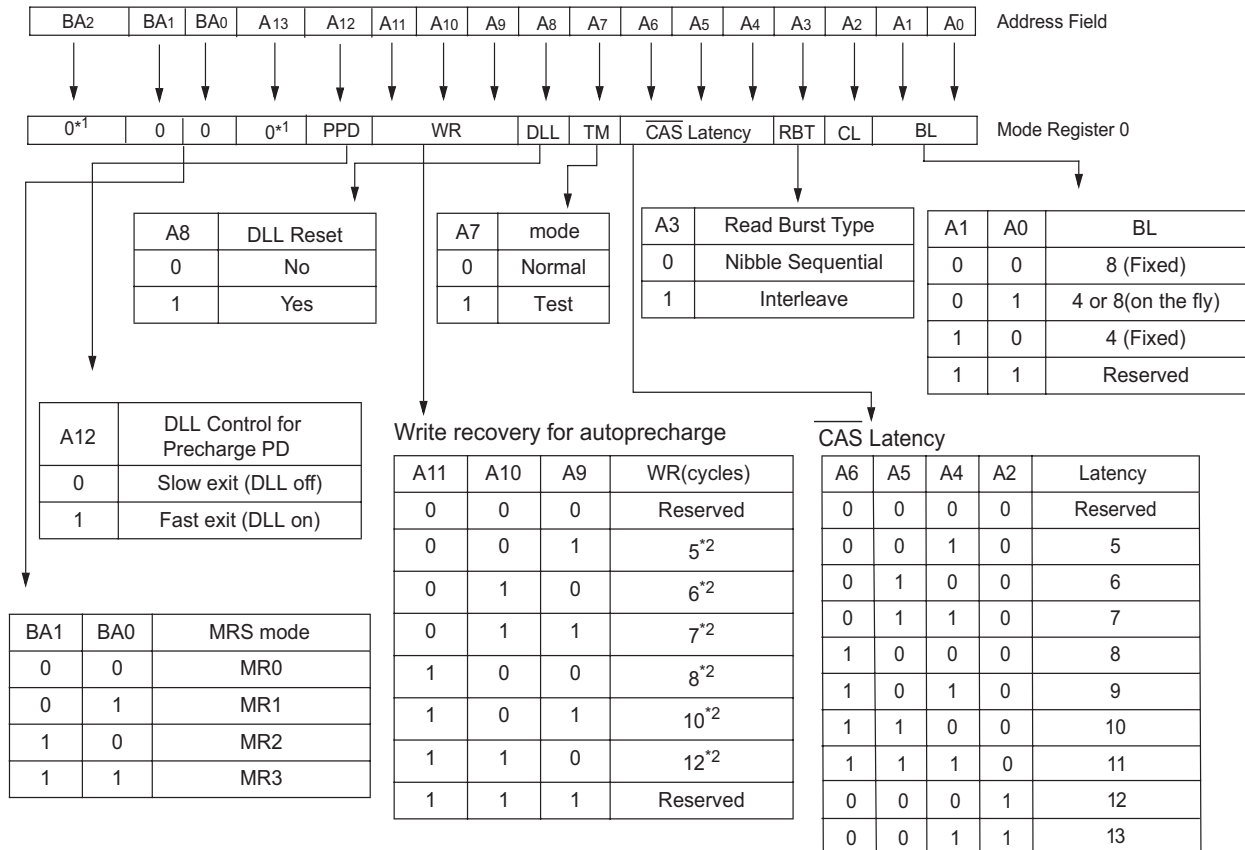 BA2 BA1 BA0 A13 A12 A11 A10 A9 A8 A7 A6 A5 A4 A3 A2 A1 A0 Address Field
0*1 0 0 0*1 PPD WR DLL TM CAS Latency RBT CL BL Mode Register 0
A8 DLL Reset
0 No
1 Yes
A7 mode
0 Normal
1 Test
A3 Read Burst Type
0 Nibble Sequential
1 Interleave
A1 A0 BL
0 0 8 (Fixed)
0 1 4 or 8(on the fly)
1 0 4 (Fixed)
1 1 Reserved
A12 DLL Control for
Precharge PD
0 Slow exit (DLL off)
1 Fast exit (DLL on)
Write recovery for autoprecharge
A11 A10 A9 WR(cycles)
0 0 0 Reserved
0 0 1 5*2
0 1 0 6*2
0 1 1 7*2
1 0 0 8*2
1 0 1 10*2
1 1 0 12*2
1 1 1 Reserved
CAS Latency
A6 A5 A4 A2 Latency
0 0 0 0 Reserved
0 0 1 0 5
0 1 0 0 6
0 1 1 0 7
1 0 0 0 8
1 0 1 0 9
1 1 0 0 10
1 1 1 0 11
0 0 0 1 12
0 0 1 1 13
BA1 BA0 MRS mode
0 0 MR0
0 1 MR1
1 0 MR2
1 1 MR3